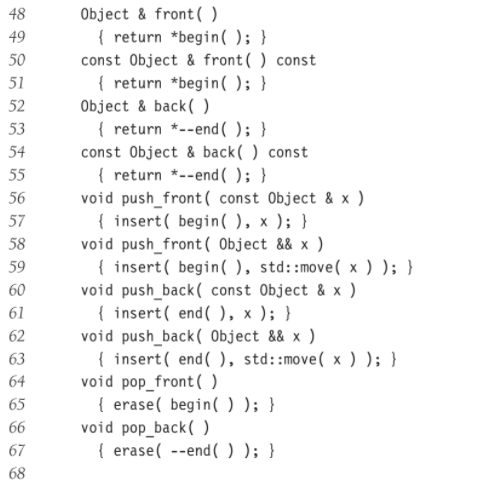 48 Object & front( )
49 { return *begin( ); }
50 const Object & front( ) const
51 { return *begin( ); }
52 Object & back( )
53 { return *--end( ); }
54 const Object & back( ) const
55 { return *--end( ); }
56 void push_front( const Object & x )
57 { insert( begin( ), x ); }
58 void push_front( Object && x )
59 { insert( begin( ), std::move( x ) ); }
60 void push_back( const Object & x )
61 { insert( end( ), x ); }
62 void push_back( Object && x )
63 { insert( end( ), std::move( x ) ); }
64 void pop_front( )
65 { erase( begin( ) ); }
66 void pop_back( )
67 { erase( --end( ) ); }
68